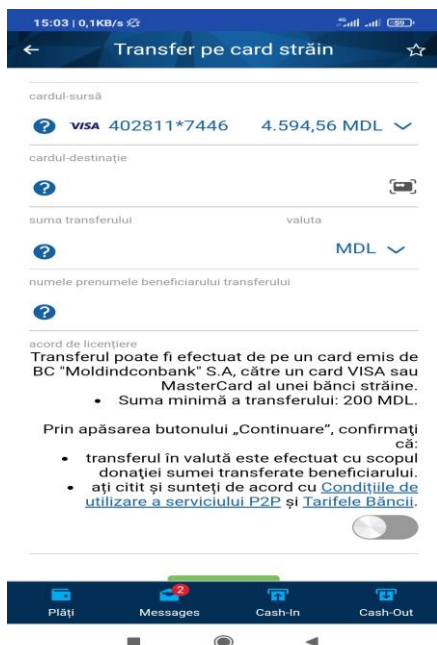 15:03 | 0,1KB/s
4G 59
Transfer pe card străin
cardul-sursă
VISA 402811*7446 4.594,56 MDL
cardul-destinație
suma transferului valuta
MDL
numele prenumele beneficiarului transferului
acord de licențiere
Transferul poate fi efectuat de pe un card emis de
BC "Moldindconbank" S.A, către un card VISA sau
MasterCard al unei bănci străine.
• Suma minimă a transferului: 200 MDL.
Prin apăsarea butonului „Continuare”, confirmați
că:
• transferul în valută este efectuat cu scopul
donației sumei transferate beneficiarului.
• ați citit și sunteți de acord cu Condițiile de
utilizare a serviciului P2P și Tarifele Băncii.
2
Plăți Messages Cash-In Cash-Out